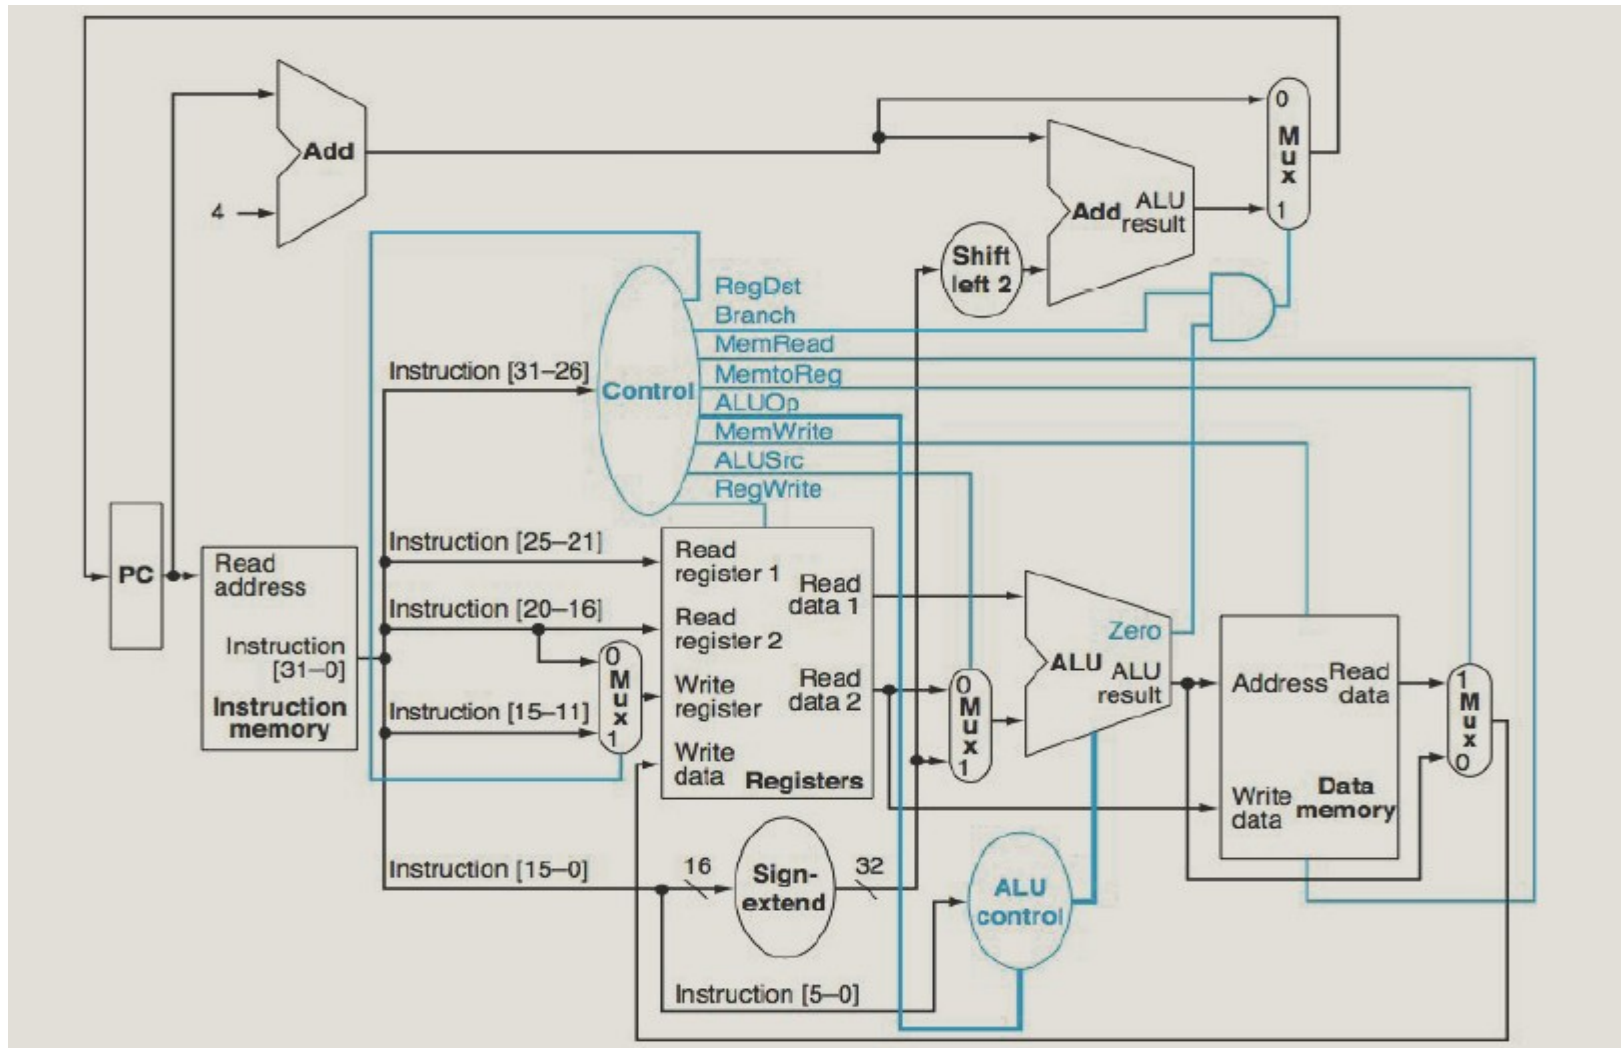 Add
4
0
Mux
1
Add ALU
result
Shift
left 2
RegDst
Branch
MemRead
MemtoReg
ALUOp
MemWrite
ALUSrc
RegWrite
Control
Instruction [31–26]
Instruction [25–21]
Instruction [20–16]
Instruction [15–11]
Instruction [15–0]
Instruction [5–0]
PC
Read
address
Instruction
[31–0]
Instruction
memory
0
Mux
1
Read
register 1
Read
register 2
Write
register
Write
data
Read
data 1
Read
data 2
Registers
0
Mux
1
Zero
ALU
ALU
result
Address
Read
data
Write
data
Data
memory
1
Mux
0
16
Sign-
extend
32
ALU
control